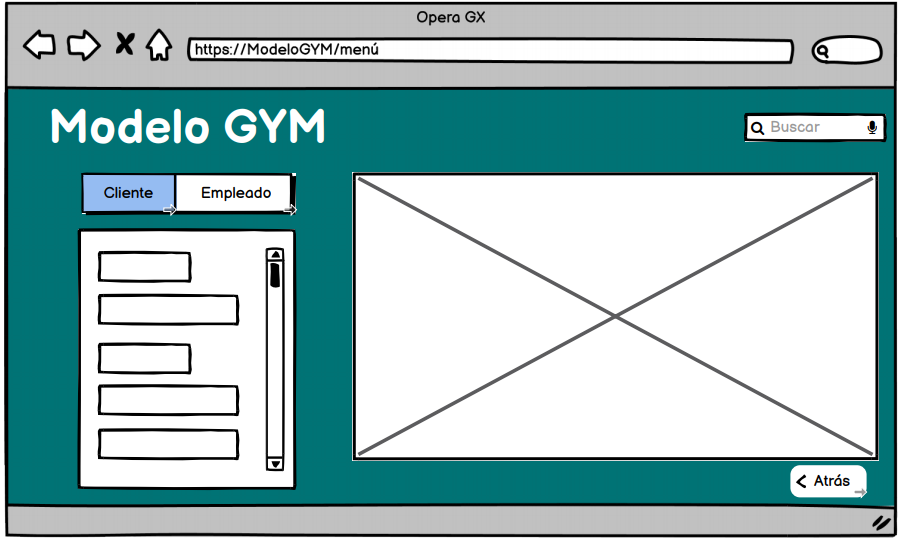 Opera GX
https://ModeloGYM/menú
Modelo GYM
Buscar
Cliente
Empleado
Atrás